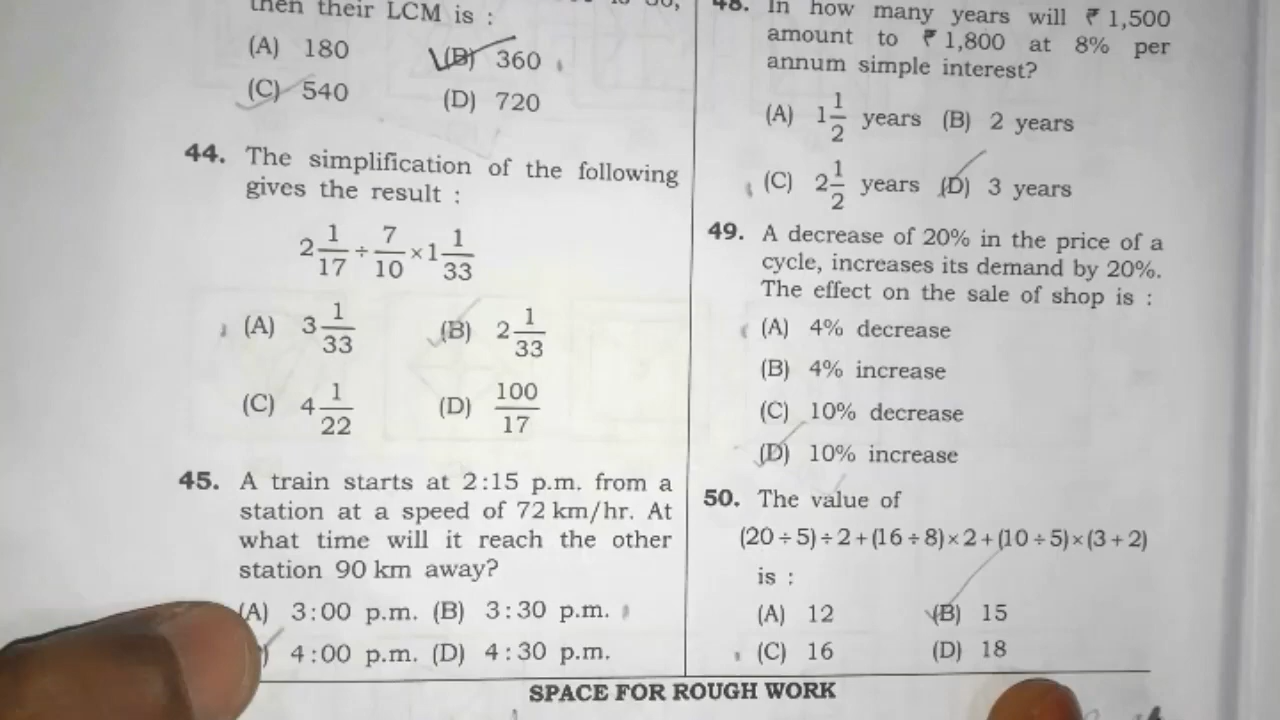 then their LCM is :
(A) 180 (B) 360
(C) 540 (D) 720
44. The simplification of the following
gives the result :
2 1/17 ÷ 7/10 × 1 1/33
(A) 3 1/33 (B) 2 1/33
(C) 4 1/22 (D) 100/17
45. A train starts at 2:15 p.m. from a
station at a speed of 72 km/hr. At
what time will it reach the other
station 90 km away?
(A) 3:00 p.m. (B) 3:30 p.m.
4:00 p.m. (D) 4:30 p.m.
48. In how many years will ₹ 1,500
amount to ₹ 1,800 at 8% per
annum simple interest?
(A) 1 1/2 years (B) 2 years
(C) 2 1/2 years (D) 3 years
49. A decrease of 20% in the price of a
cycle, increases its demand by 20%.
The effect on the sale of shop is :
(A) 4% decrease
(B) 4% increase
(C) 10% decrease
(D) 10% increase
50. The value of
(20 ÷ 5) ÷ 2 + (16 ÷ 8) × 2 + (10 ÷ 5) × (3 + 2)
is :
(A) 12 (B) 15
(C) 16 (D) 18
SPACE FOR ROUGH WORK